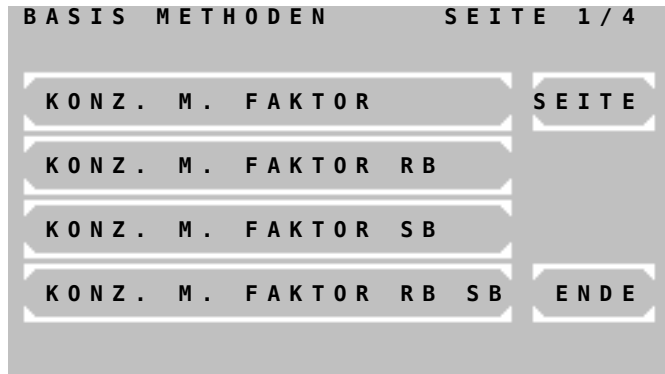 BASIS METHODEN SEITE 1/4
KONZ. M. FAKTOR SEITE
KONZ. M. FAKTOR RB
KONZ. M. FAKTOR SB
KONZ. M. FAKTOR RB SB ENDE